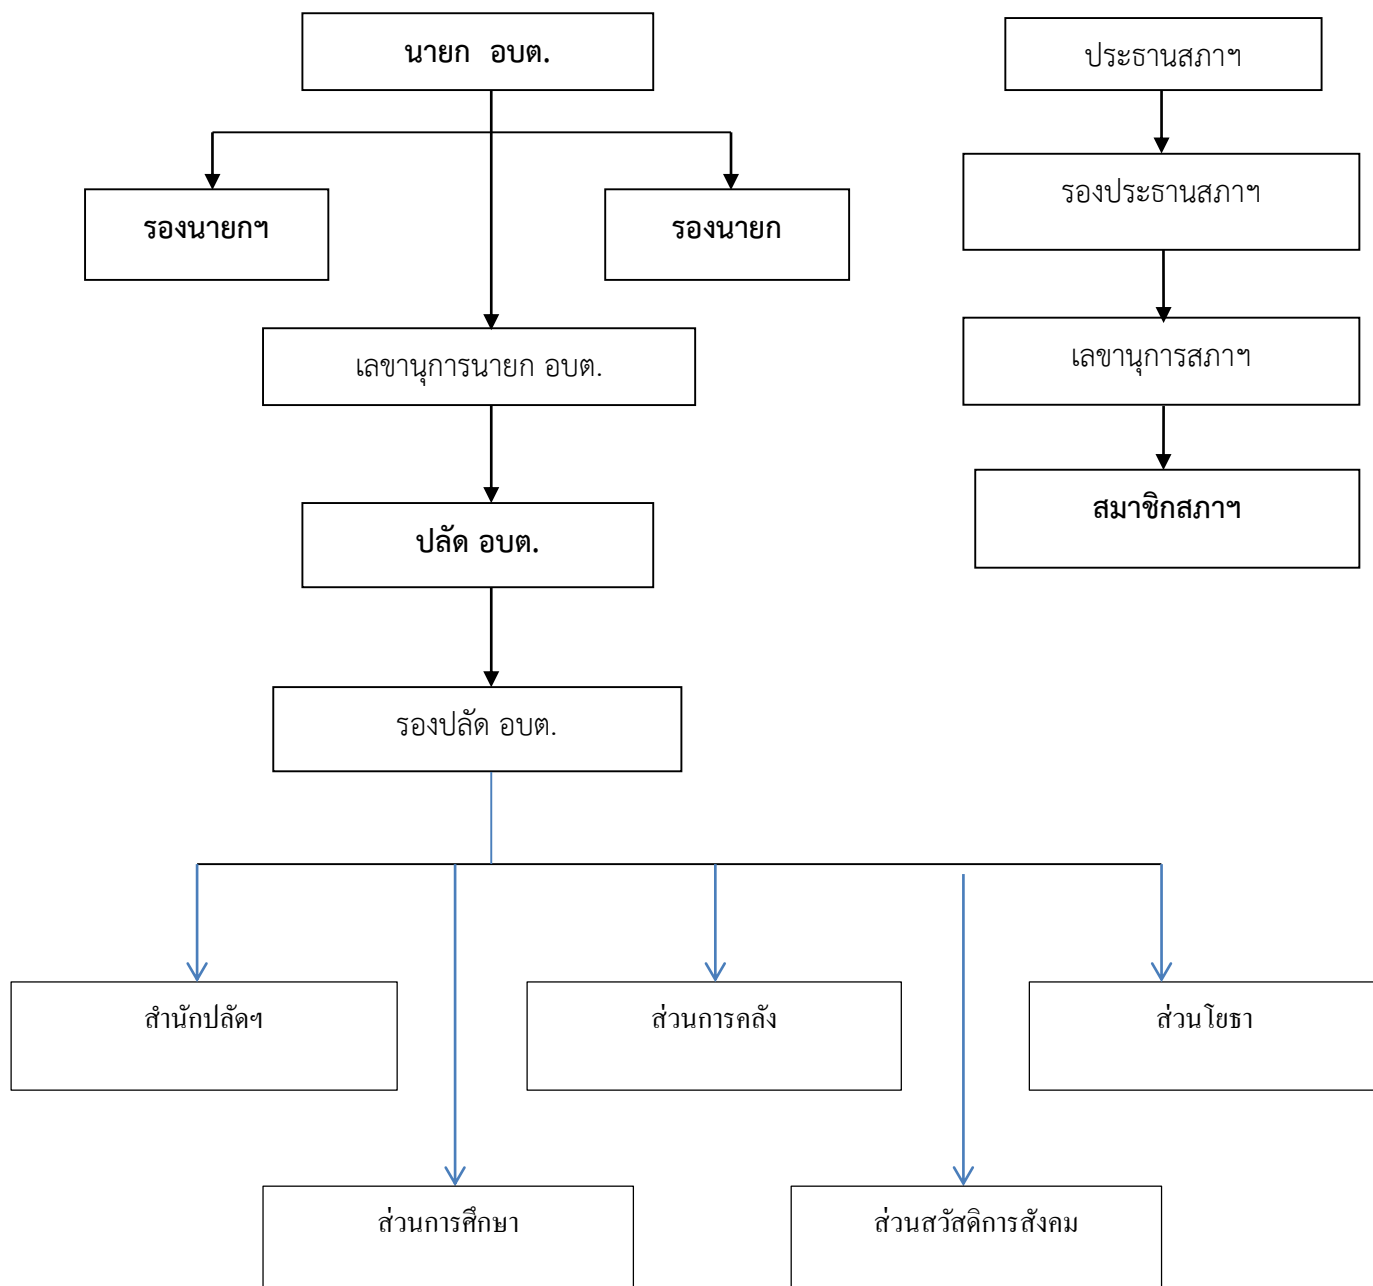 นายก อบต.
ประธานสภาฯ
รองประธานสภาฯ
รองนายกฯ
รองนายก
เลขานุการนายก อบต.
เลขานุการสภาฯ
สมาชิกสภาฯ
ปลัด อบต.
รองปลัด อบต.
สำนักปลัดฯ
ส่วนการคลัง
ส่วนโยธา
ส่วนการศึกษา
ส่วนสวัสดิการสังคม